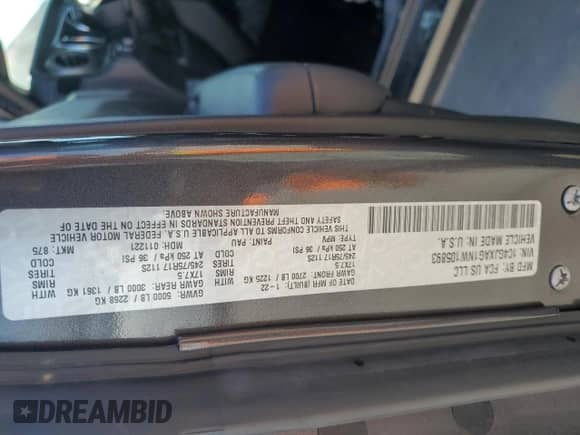 MFD BY: FCA US LLC
DATE OF MFR (BUILT): 1-22
GVWR: 5000 LB / 2268 KG
GAWR FRONT: 2700 LB / 1225 KG
GAWR REAR: 3000 LB / 1361 KG
WITH
17X7.5
TIRES
17X7.5
TIRES
245/75R17 112S
245/75R17 112S
AT 250 kPa / 36 PSI
COLD
AT 250 kPa / 36 PSI
COLD
VIN: 1C4GJXAG1NW105893
TYPE: MPV
PAINT: PAU
MDH: 011221
MKT: 875
VEHICLE MADE IN: U.S.A.
THIS VEHICLE CONFORMS TO ALL APPLICABLE U.S.A. FEDERAL MOTOR VEHICLE
SAFETY AND THEFT PREVENTION STANDARDS IN EFFECT ON THE DATE OF
MANUFACTURE SHOWN ABOVE.
DREAMBID